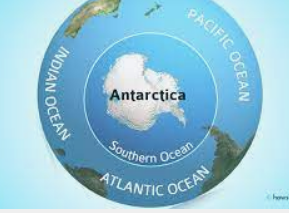 PACIFIC OCEAN
INDIAN OCEAN
Antarctica
Southern Ocean
ATLANTIC OCEAN